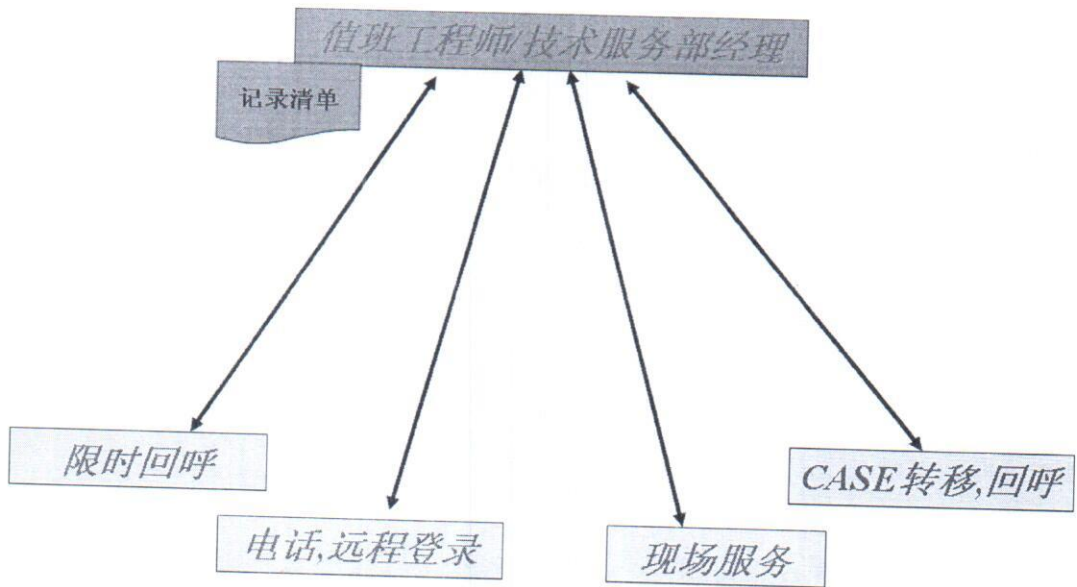 值班工程师/技术服务部经理
记录清单
限时回呼
电话,远程登录
现场服务
CASE转移,回呼